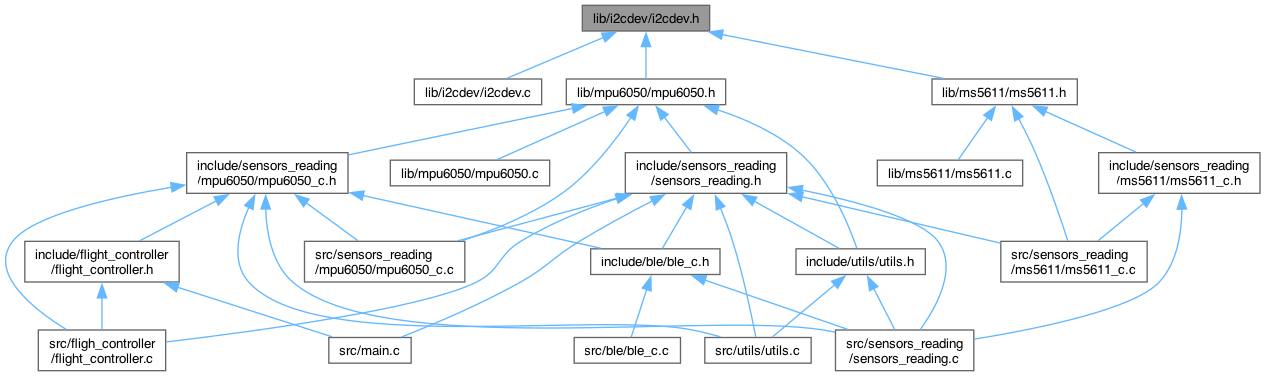 lib/i2cdev/i2cdev.h
lib/i2cdev/i2cdev.c
lib/mpu6050/mpu6050.h
lib/ms5611/ms5611.h
include/sensors_reading
/mpu6050/mpu6050_c.h
lib/mpu6050/mpu6050.c
include/sensors_reading
/sensors_reading.h
lib/ms5611/ms5611.c
include/sensors_reading
/ms5611/ms5611_c.h
include/flight_controller
/flight_controller.h
src/sensors_reading
/mpu6050/mpu6050_c.c
include/ble/ble_c.h
include/utils/utils.h
src/sensors_reading
/ms5611/ms5611_c.c
src/fligh_controller
/flight_controller.c
src/main.c
src/ble/ble_c.c
src/utils/utils.c
src/sensors_reading
/sensors_reading.c